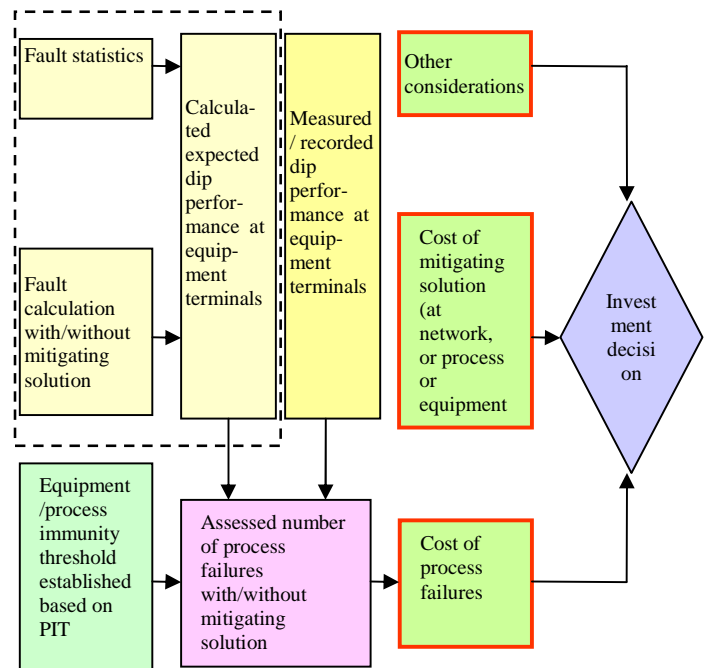 Fault statistics
Calcula-
ted
expected
dip
perfor-
mance at
equip-
ment
terminals
Measured
/ recorded
dip
perfor-
mance at
equip-
ment
terminals
Other
considerations
Fault
calculation
with/without
mitigating
solution
Cost of
mitigating
solution
(at
network,
or process
or
equipment
Invest
ment
decisi
on
Equipment
/process
immunity
threshold
established
based on
PIT
Assessed number
of process
failures
with/without
mitigating
solution
Cost of
process
failures